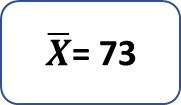 X̅ = 73